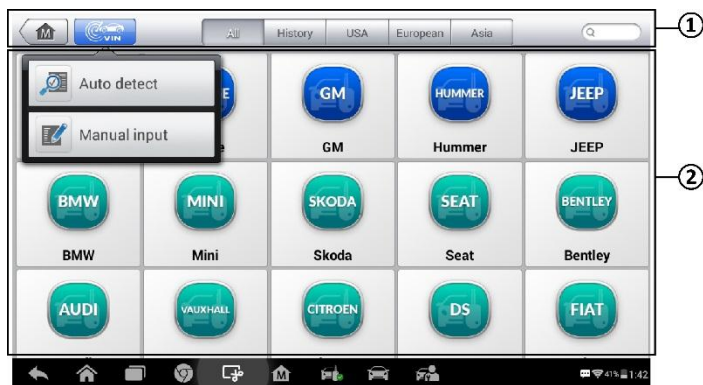 M VIN All History USA European Asia
①
Auto detect
Manual input
E GM HUMMER JEEP
e GM Hummer JEEP
②
BMW MINI SKODA SEAT BENTLEY
BMW Mini Skoda Seat Bentley
AUDI VAUXHALL CITROEN DS FIAT
M 41% 1:42